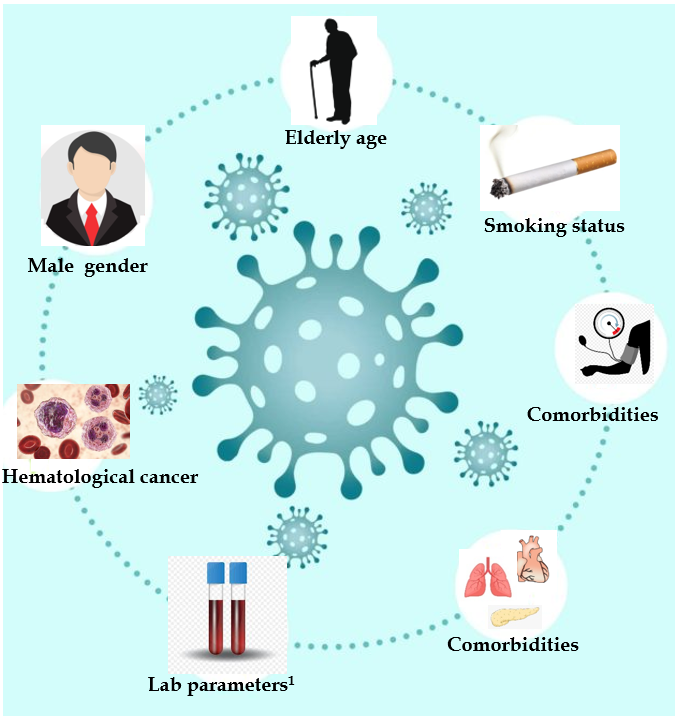 Elderly age
Smoking status
Male  gender
Comorbidities
Hematological cancer
Comorbidities
Lab parameters¹